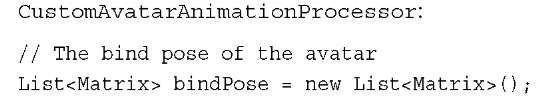 CustomAvatarAnimationProcessor:
// The bind pose of the avatar
List<Matrix> bindPose = new List<Matrix>();